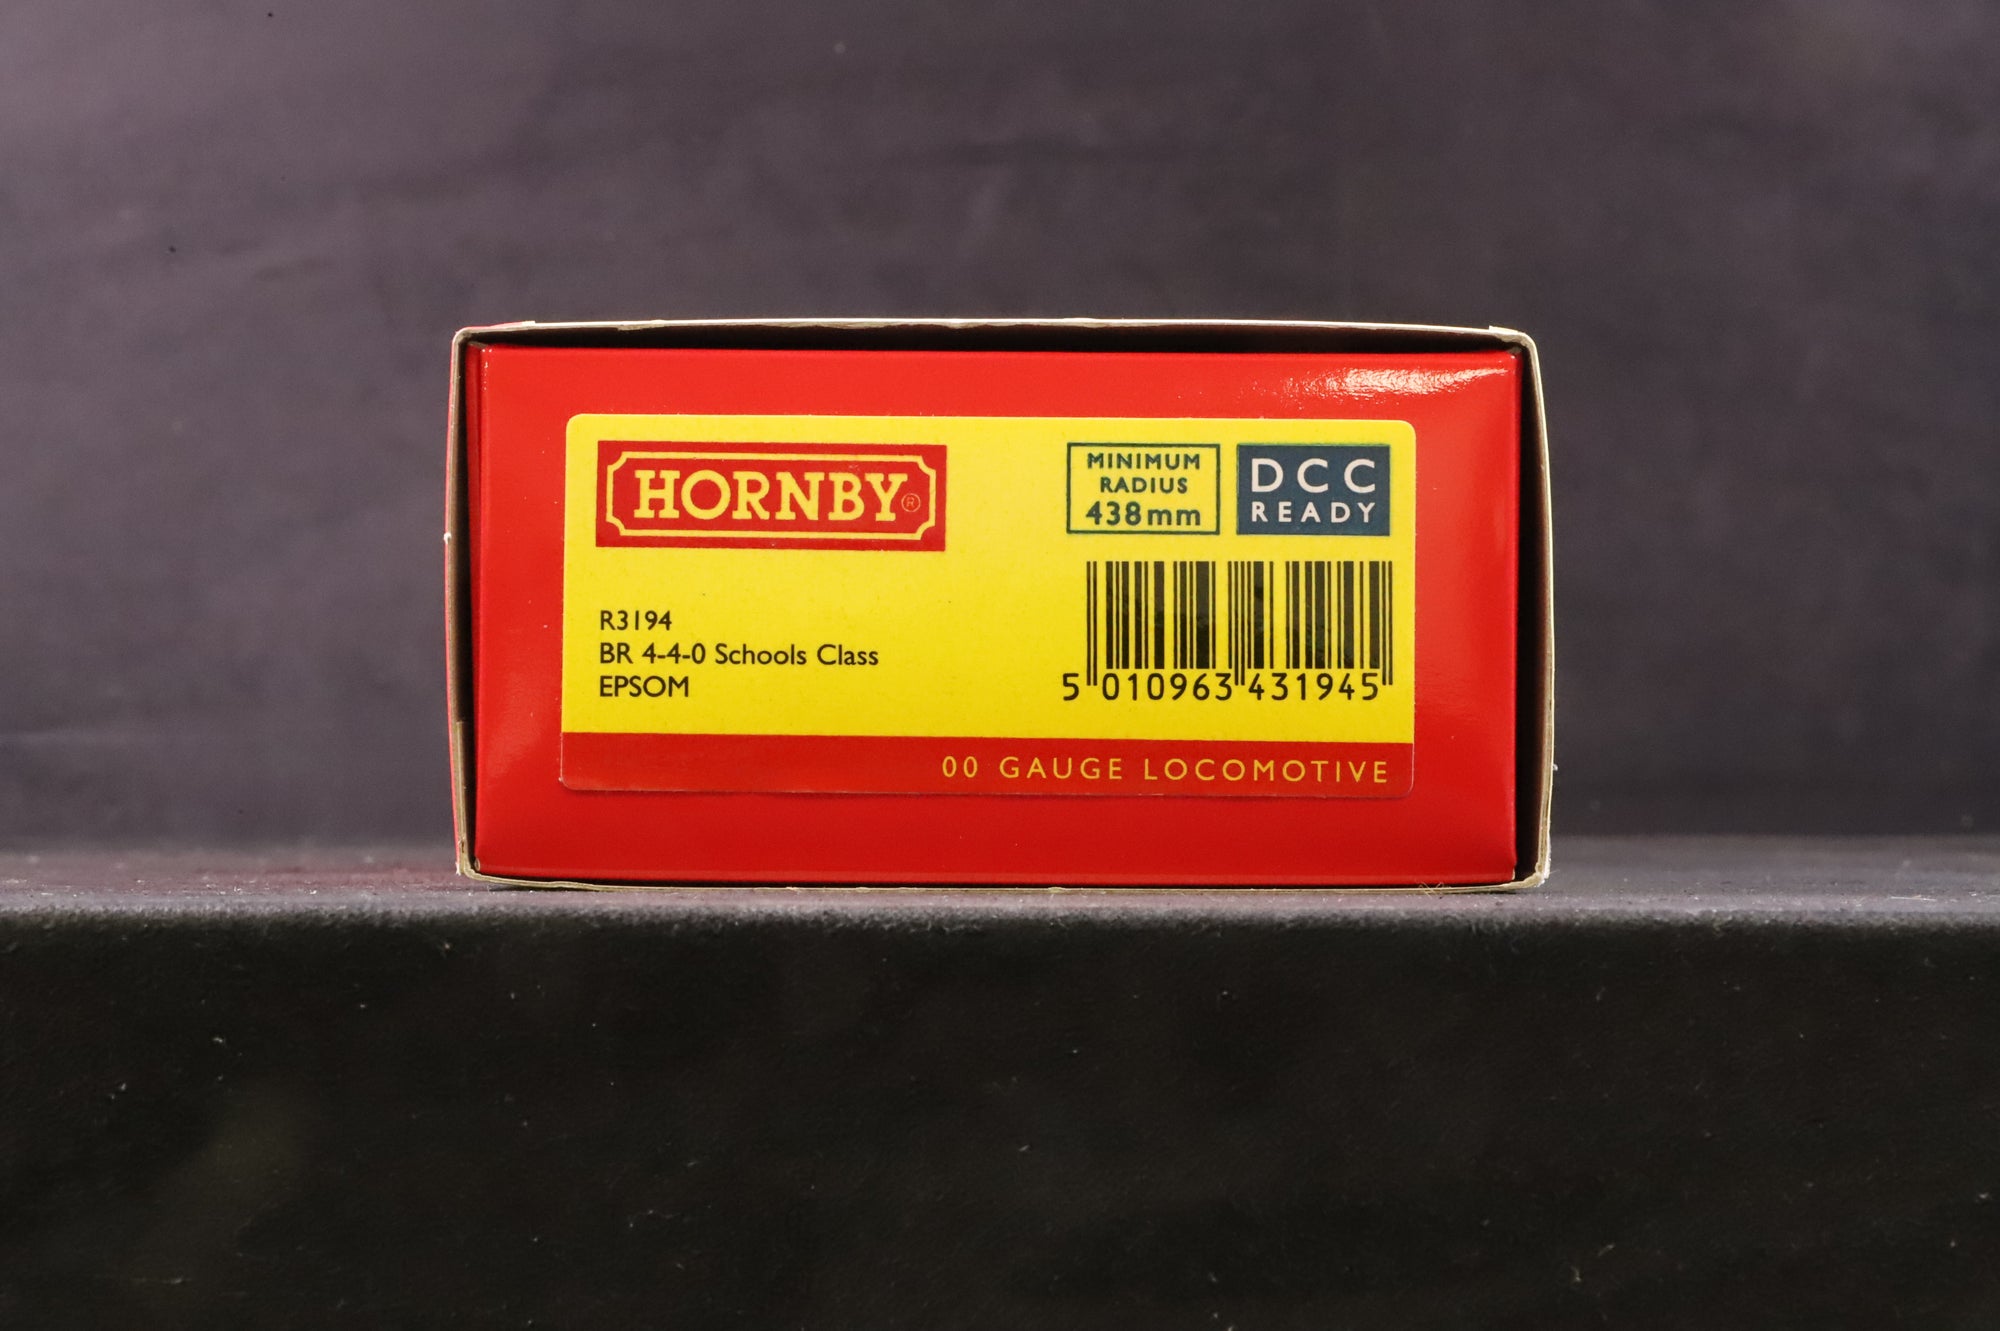 HORNBY®
MINIMUM
RADIUS
438mm
DCC
READY
R3194
BR 4-4-0 Schools Class
EPSOM
5 010963 431945
00 GAUGE LOCOMOTIVE